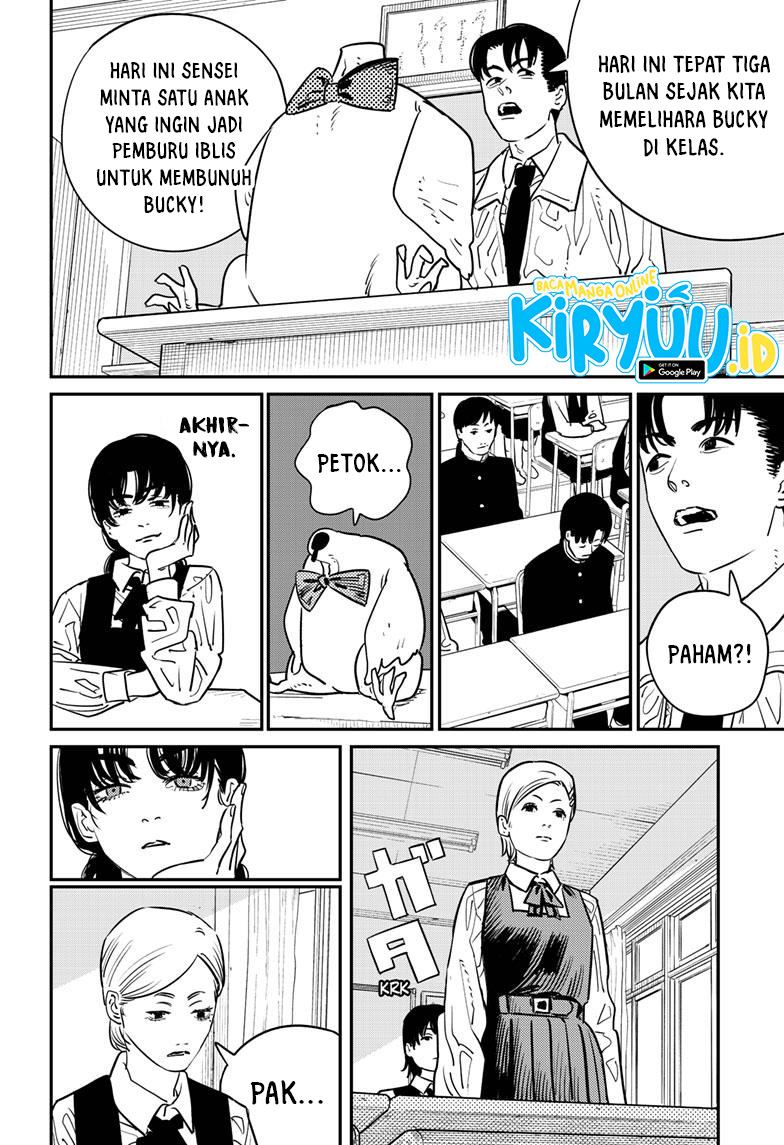 HARI INI TEPAT TIGA
BULAN SEJAK KITA
MEMELIHARA BUCKY
DI KELAS.
HARI INI SENSEI
MINTA SATU ANAK
YANG INGIN JADI
PEMBURU IBLIS
UNTUK MEMBUNUH
BUCKY!
BACA MANGA ONLINE
KIRYUU.iD
GET IT ON
Google Play
PAHAM?!
PETOK...
AKHIR-
NYA.
ガタ
KRK
PAK...